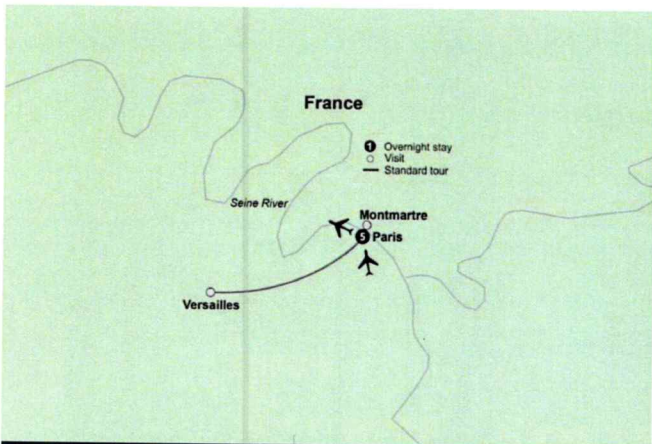 France
1 Overnight stay
Visit
Standard tour
Seine River
Montmartre
5 Paris
Versailles